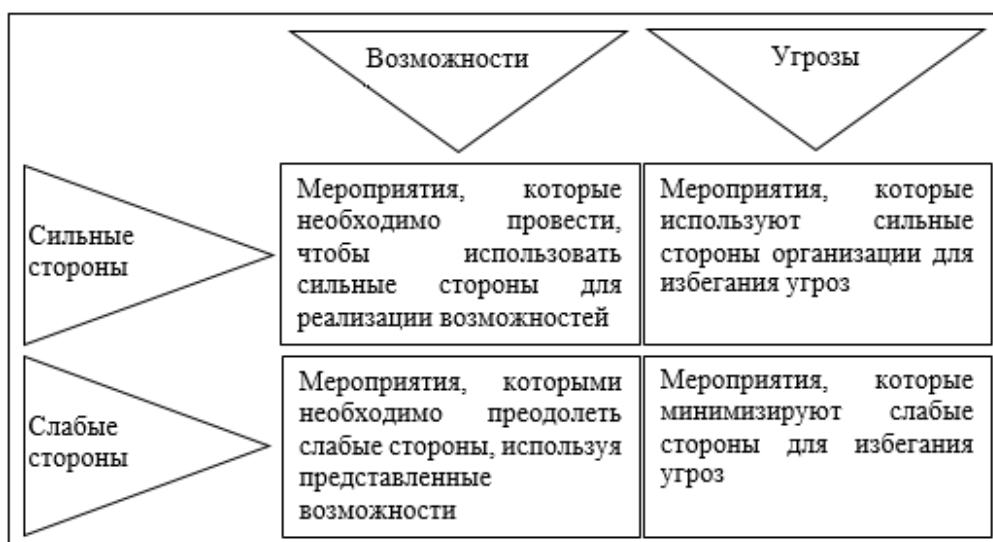 Возможности
Угрозы
Сильные
стороны
Мероприятия, которые
необходимо провести,
чтобы использовать
сильные стороны для
реализации возможностей
Мероприятия, которые
используют сильные
стороны организации для
избегания угроз
Слабые
стороны
Мероприятия, которыми
необходимо преодолеть
слабые стороны, используя
представленные
возможности
Мероприятия, которые
минимизируют слабые
стороны для избегания
угроз